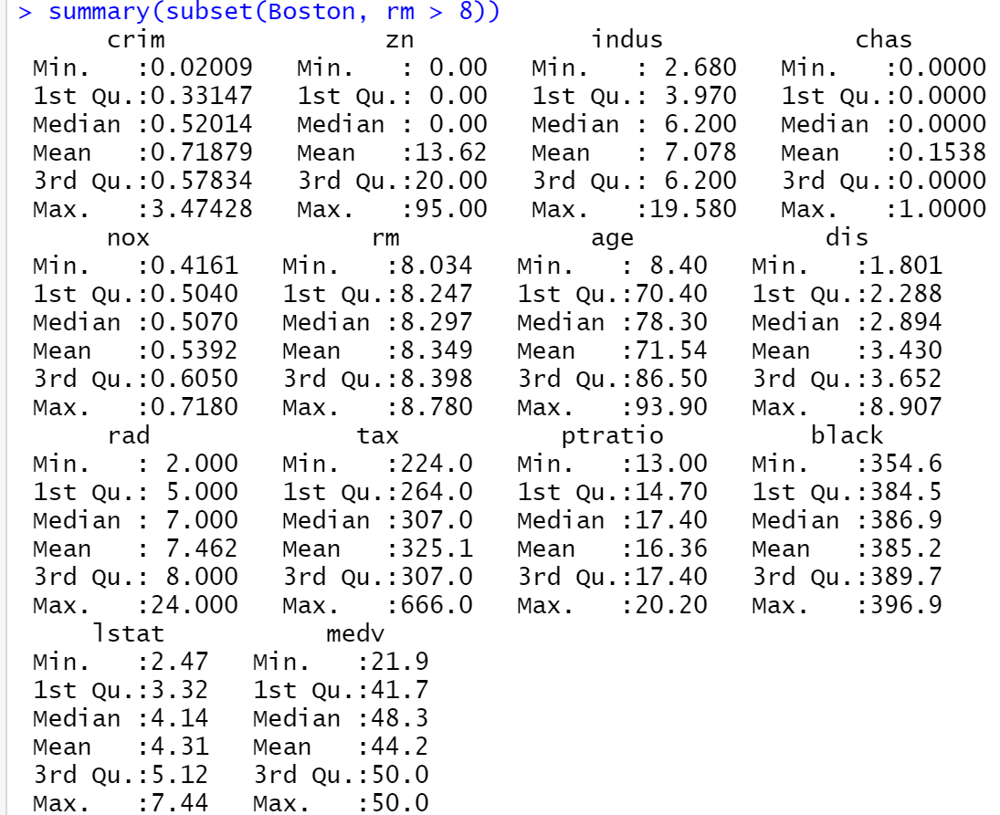 > summary(subset(Boston, rm > 8))
      crim               zn            indus             chas
 Min.   :0.02009   Min.   : 0.00   Min.   : 2.680   Min.   :0.0000
 1st Qu.:0.33147   1st Qu.: 0.00   1st Qu.: 3.970   1st Qu.:0.0000
 Median :0.52014   Median : 0.00   Median : 6.200   Median :0.0000
 Mean   :0.71879   Mean   :13.62   Mean   : 7.078   Mean   :0.1538
 3rd Qu.:0.57834   3rd Qu.:20.00   3rd Qu.: 6.200   3rd Qu.:0.0000
 Max.   :3.47428   Max.   :95.00   Max.   :19.580   Max.   :1.0000
      nox               rm             age             dis
 Min.   :0.4161   Min.   :8.034   Min.   : 8.40   Min.   :1.801
 1st Qu.:0.5040   1st Qu.:8.247   1st Qu.:70.40   1st Qu.:2.288
 Median :0.5070   Median :8.297   Median :78.30   Median :2.894
 Mean   :0.5392   Mean   :8.349   Mean   :71.54   Mean   :3.430
 3rd Qu.:0.6050   3rd Qu.:8.398   3rd Qu.:86.50   3rd Qu.:3.652
 Max.   :0.7180   Max.   :8.780   Max.   :93.90   Max.   :8.907
      rad              tax           ptratio          black
 Min.   : 2.000   Min.   :224.0   Min.   :13.00   Min.   :354.6
 1st Qu.: 5.000   1st Qu.:264.0   1st Qu.:14.70   1st Qu.:384.5
 Median : 7.000   Median :307.0   Median :17.40   Median :386.9
 Mean   : 7.462   Mean   :325.1   Mean   :16.36   Mean   :385.2
 3rd Qu.: 8.000   3rd Qu.:307.0   3rd Qu.:17.40   3rd Qu.:389.7
 Max.   :24.000   Max.   :666.0   Max.   :20.20   Max.   :396.9
     lstat           medv
 Min.   :2.47   Min.   :21.9
 1st Qu.:3.32   1st Qu.:41.7
 Median :4.14   Median :48.3
 Mean   :4.31   Mean   :44.2
 3rd Qu.:5.12   3rd Qu.:50.0
 Max.   :7.44   Max.   :50.0